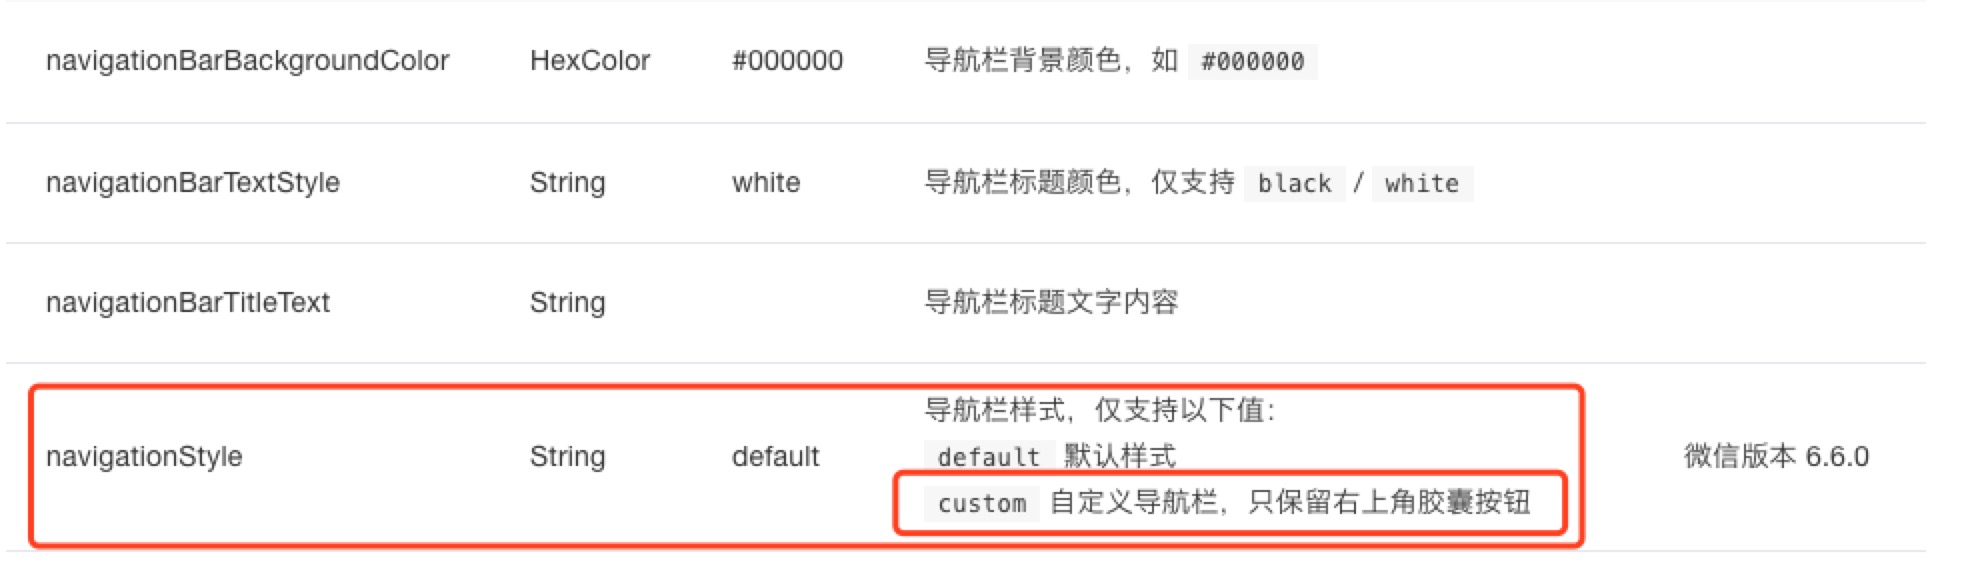 navigationBarBackgroundColor HexColor #000000 导航栏背景颜色，如 #000000
navigationBarTextStyle String white 导航栏标题颜色，仅支持 black / white
navigationBarTitleText String 导航栏标题文字内容
导航栏样式，仅支持以下值：
navigationStyle String default default 默认样式 微信版本 6.6.0
custom 自定义导航栏，只保留右上角胶囊按钮